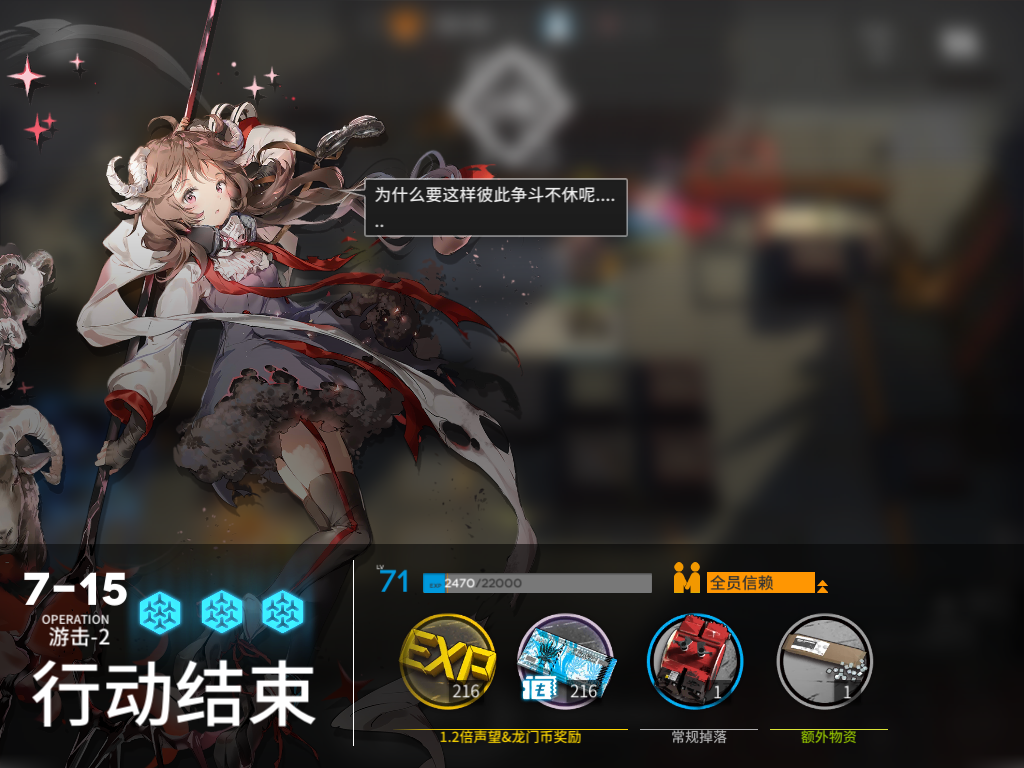 为什么要这样彼此争斗不休呢....
..
7-15
OPERATION
游击-2
行动结束
LV
71
EXP 2470/22000
全员信赖
EXP
216
216
1
1
1.2倍声望&龙门币奖励
常规掉落
额外物资